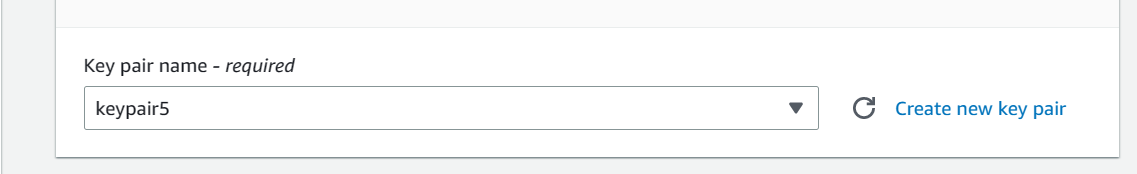 Key pair name - required
keypair5
Create new key pair